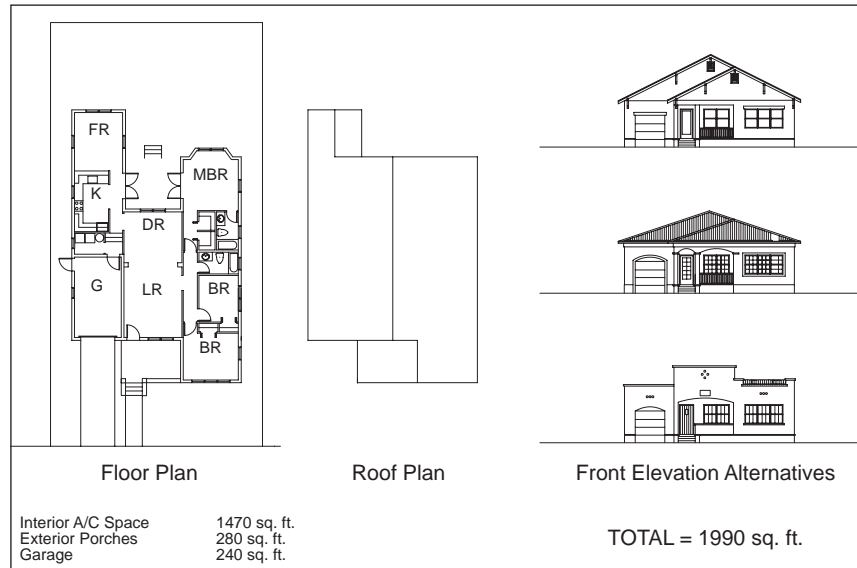 FR
MBR
K
DR
G
LR
BR
BR
Floor Plan
Roof Plan
Front Elevation Alternatives
Interior A/C Space 1470 sq. ft.
Exterior Porches 280 sq. ft.
Garage 240 sq. ft.
TOTAL = 1990 sq. ft.